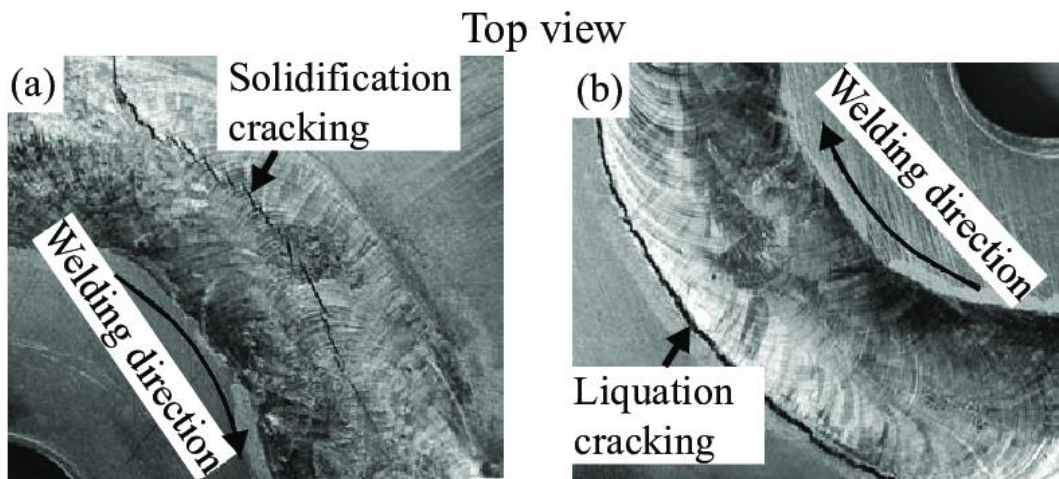 Top view
(a)
Solidification
cracking
Welding direction
(b)
Welding direction
Liquation
cracking